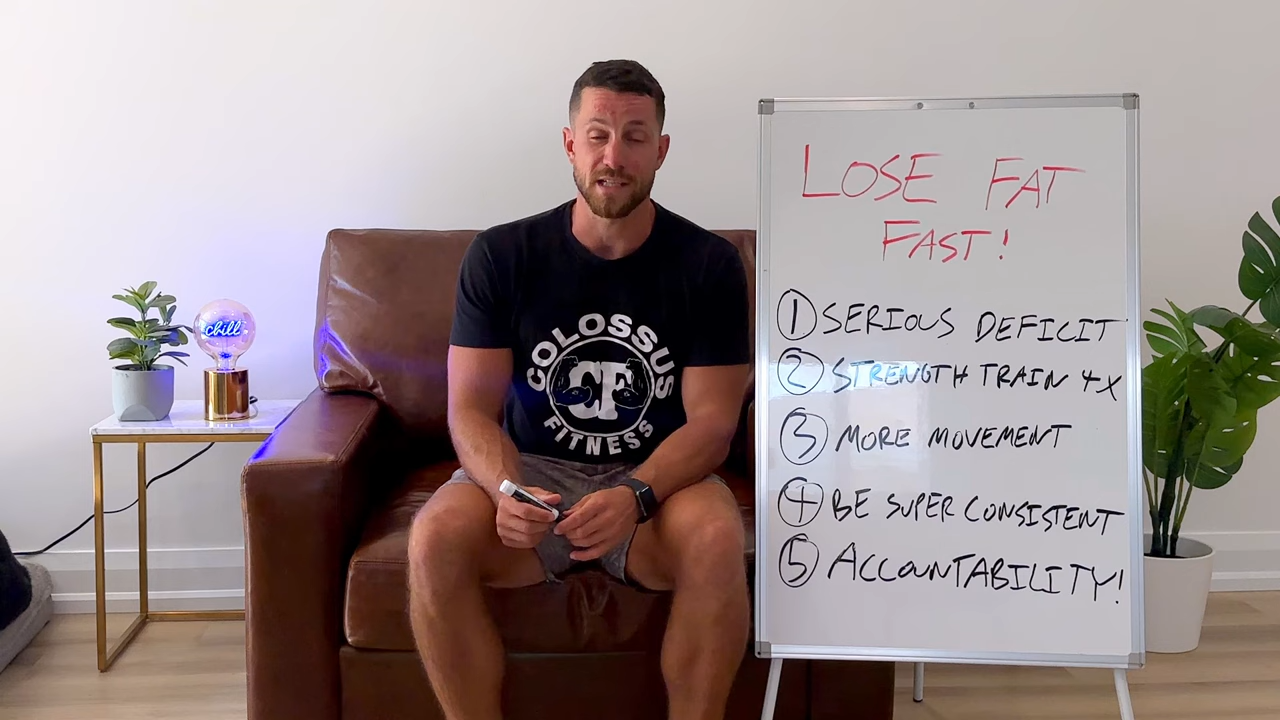 chill
COLOSSUS
CF
FITNESS
LOSE FAT
FAST!
1 SERIOUS DEFICIT
2 STRENGTH TRAIN 4X
3 MORE MOVEMENT
4 BE SUPER CONSISTENT
5 ACCOUNTABILITY!